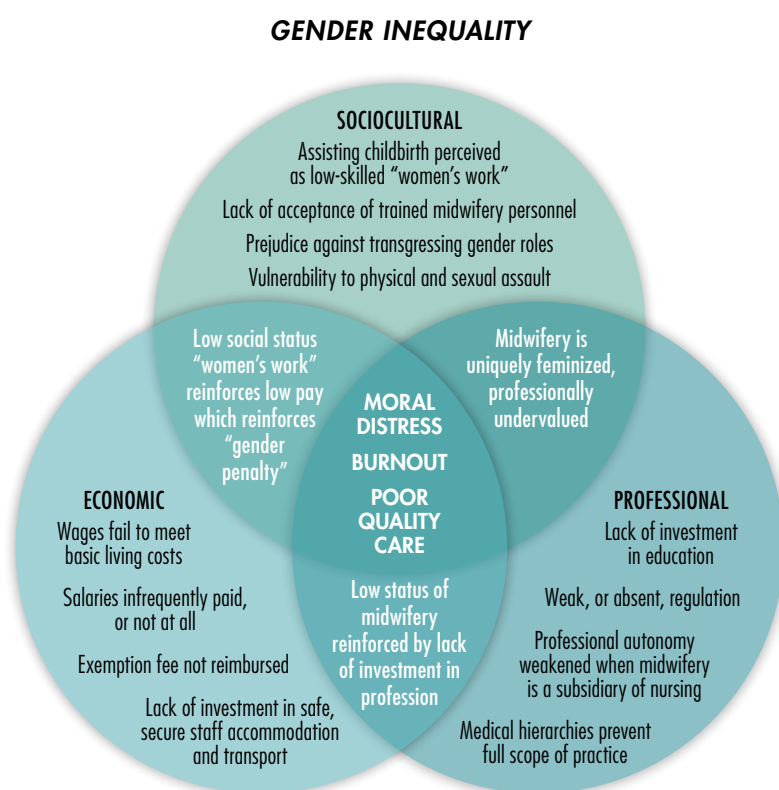 GENDER INEQUALITY
SOCIOCULTURAL
Assisting childbirth perceived
as low-skilled “women’s work”
Lack of acceptance of trained midwifery personnel
Prejudice against transgressing gender roles
Vulnerability to physical and sexual assault
Low social status
“women’s work”
reinforces low pay
which reinforces
“gender
penalty”
Midwifery is
uniquely feminized,
professionally
undervalued
MORAL
DISTRESS
BURNOUT
POOR
QUALITY
CARE
ECONOMIC
Wages fail to meet
basic living costs
Salaries infrequently paid,
or not at all
Exemption fee not reimbursed
Lack of investment in safe,
secure staff accommodation
and transport
Low status of
midwifery
reinforced by lack
of investment in
profession
PROFESSIONAL
Lack of investment
in education
Weak, or absent, regulation
Professional autonomy
weakened when midwifery
is a subsidiary of nursing
Medical hierarchies prevent
full scope of practice